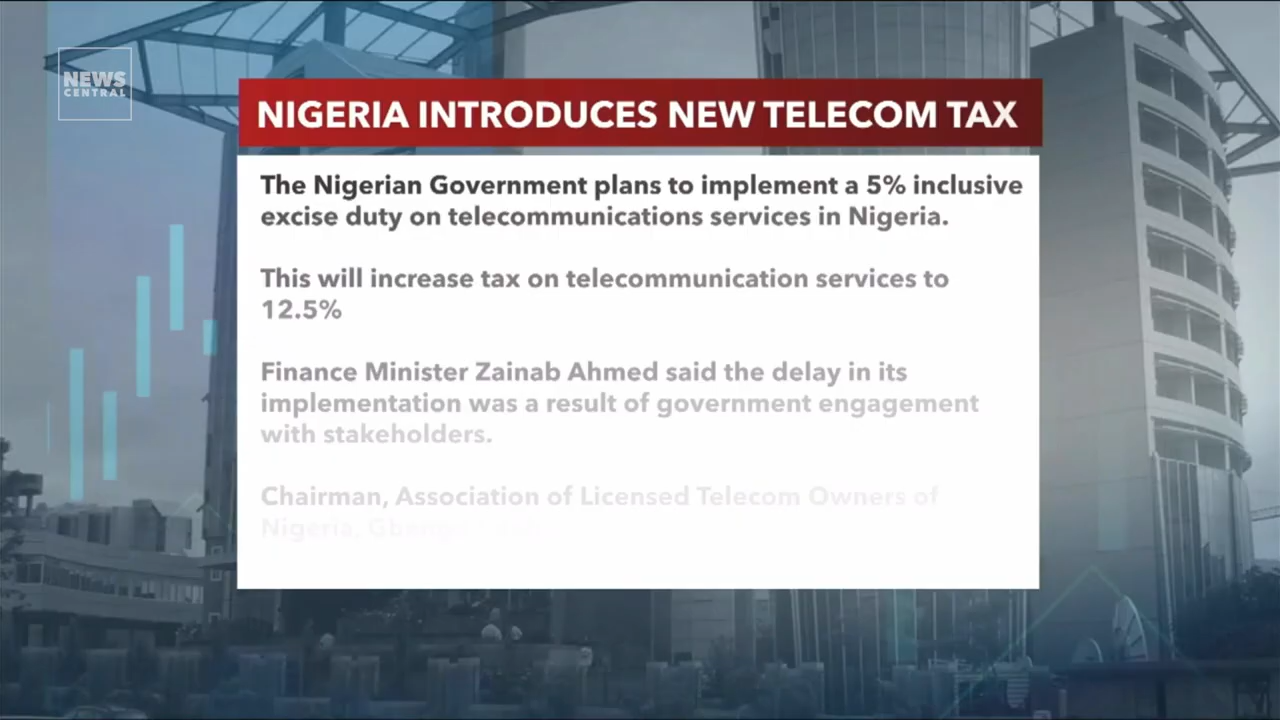 NEWS
CENTRAL
NIGERIA INTRODUCES NEW TELECOM TAX
The Nigerian Government plans to implement a 5% inclusive
excise duty on telecommunications services in Nigeria.
This will increase tax on telecommunication services to
12.5%
Finance Minister Zainab Ahmed said the delay in its
implementation was a result of government engagement
with stakeholders.
Chairman, Association of Licensed Telecom Owners of
Nigeria,